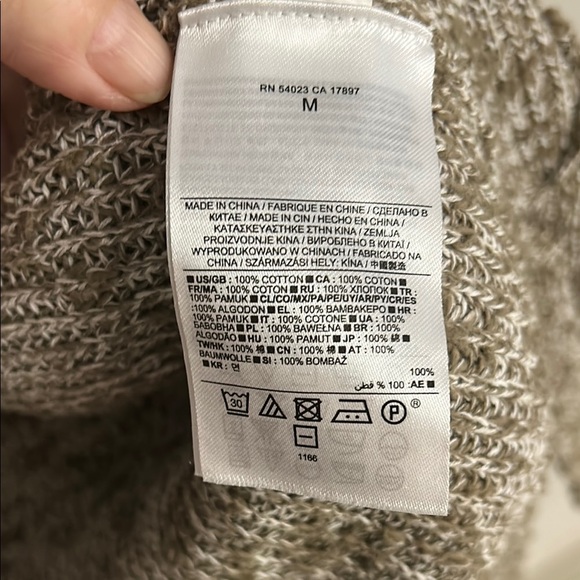 RN 54023 CA 17897
M
MADE IN CHINA / FABRIQUE EN CHINE / СДЕЛАНО В
КИТАЕ / MADE IN CIN / HECHO EN CHINA /
ΚΑΤΑΣΚΕΥΑΣΤΗΚΕ ΣΤΗΝ ΚΙΝΑ / ZEMLJA
PROIZVODNJE KINA / ВИРОБЛЕНО В КИТАЇ /
WYPRODUKOWANO W CHINACH / FABRICADO NA
CHINA / SZÁRMAZÁSI HELY: KÍNA / 中國製造
■ US/GB : 100% COTTON ■ CA : 100% COTON ■
FR/MA : 100% COTON ■ RU : 100% ХЛОПОК ■ TR :
100% PAMUK ■ CL/CO/MX/PA/PE/UY/AR/PY/CR/ES
: 100% ALGODON ■ EL : 100% ΒΑΜΒΑΚΕΡΟ ■ HR :
100% PAMUK ■ IT : 100% COTONE ■ UA : 100%
БАВОВНА ■ PL : 100% BAWEŁNA ■ BR : 100%
ALGODÃO ■ HU : 100% PAMUT ■ JP : 100% 綿 ■
TW/HK : 100% 棉 ■ CN : 100% 棉 ■ AT : 100%
BAUMWOLLE ■ SI : 100% BOMBAŽ
■ KR : 면 100%
■ AE: 100 % قطن
30 P ®
1166